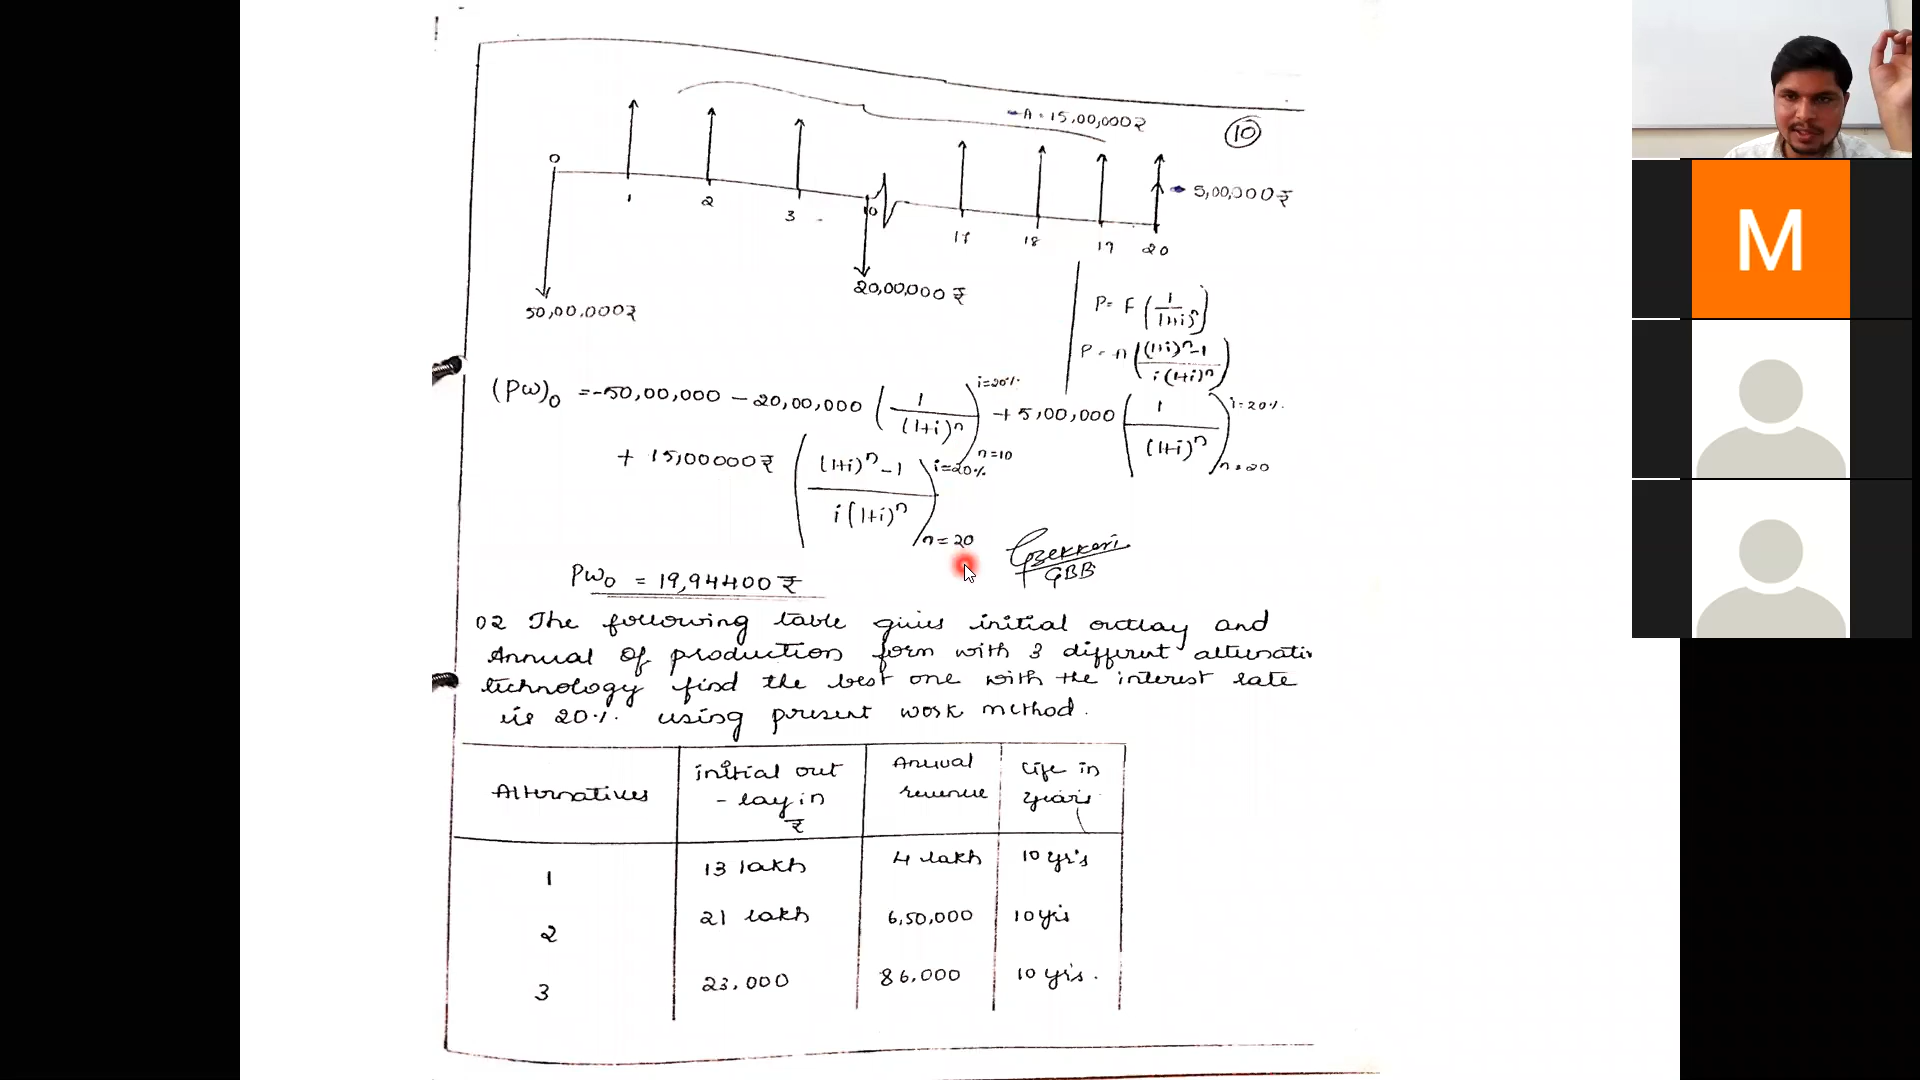 A = 15,00,000₹
10
0
5,00,000₹
1
2
3
10
17
18
19
20
20,00,000 ₹
50,00,000₹
P = F (1/(1+i)ⁿ)
P = A ((1+i)ⁿ-1/i(1+i)ⁿ)
(PW)₀ = -50,00,000 - 20,00,000 (1/(1+i)ⁿ) i=20% n=10 + 5,00,000 (1/(1+i)ⁿ) i=20% n=20
+ 15,00000₹ ((1+i)ⁿ-1/i(1+i)ⁿ) i=20% n=20
GBB
PW₀ = 19,94400₹
02 The following table gives initial outlay and
Annual of production form with 3 different alternativ
technology find the best one with the interest rate
is 20%. using present work method.
Alternatives
initial out
- lay in
₹
Annual
revenue
Life in
years
1 13 lakh 4 lakh 10 yrs
2 21 lakh 6,50,000 10 yrs
3 23,000 86,000 10 yrs.
M